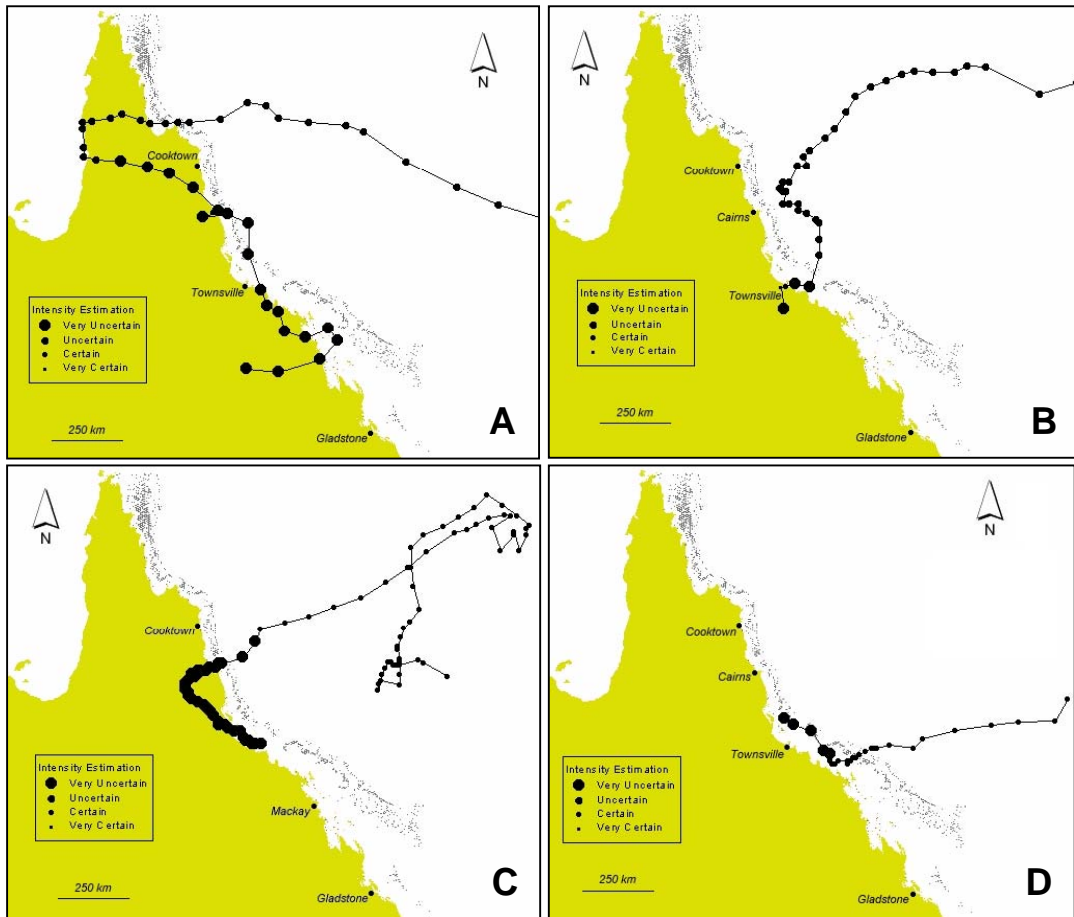 N
Cooktown
Townsville
Intensity Estimation
Very Uncertain
Uncertain
Certain
Very Certain
250 km
Gladstone
A
N
Cooktown
Cairns
Townsville
Intensity Estimation
Very Uncertain
Uncertain
Certain
Very Certain
250 km
Gladstone
B
N
Cooktown
Intensity Estimation
Very Uncertain
Uncertain
Certain
Very Certain
Mackay
250 km
Gladstone
C
N
Cooktown
Cairns
Townsville
Intensity Estimation
Very Uncertain
Uncertain
Certain
Very Certain
250 km
Gladstone
D